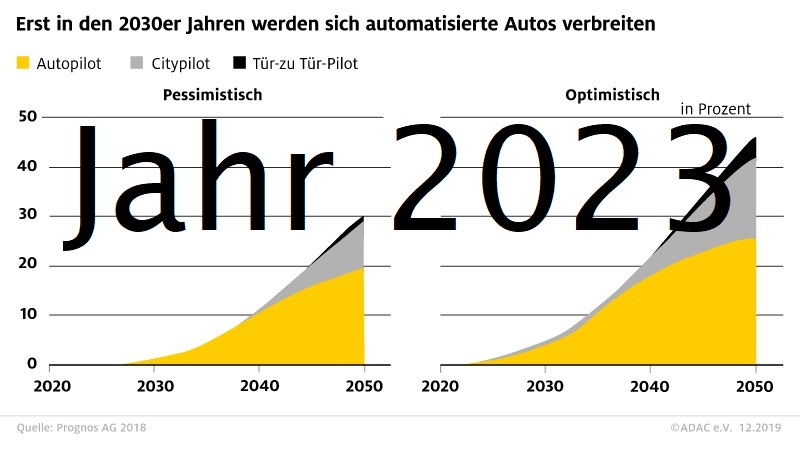 Erst in den 2030er Jahren werden sich automatisierte Autos verbreiten
Autopilot Citypilot Tür-zu Tür-Pilot
Pessimistisch Optimistisch
in Prozent
Jahr 2023
50
40
30
20
10
0
2020 2030 2040 2050 2020 2030 2040 2050
Quelle: Prognos AG 2018 ©ADAC e.V. 12.2019